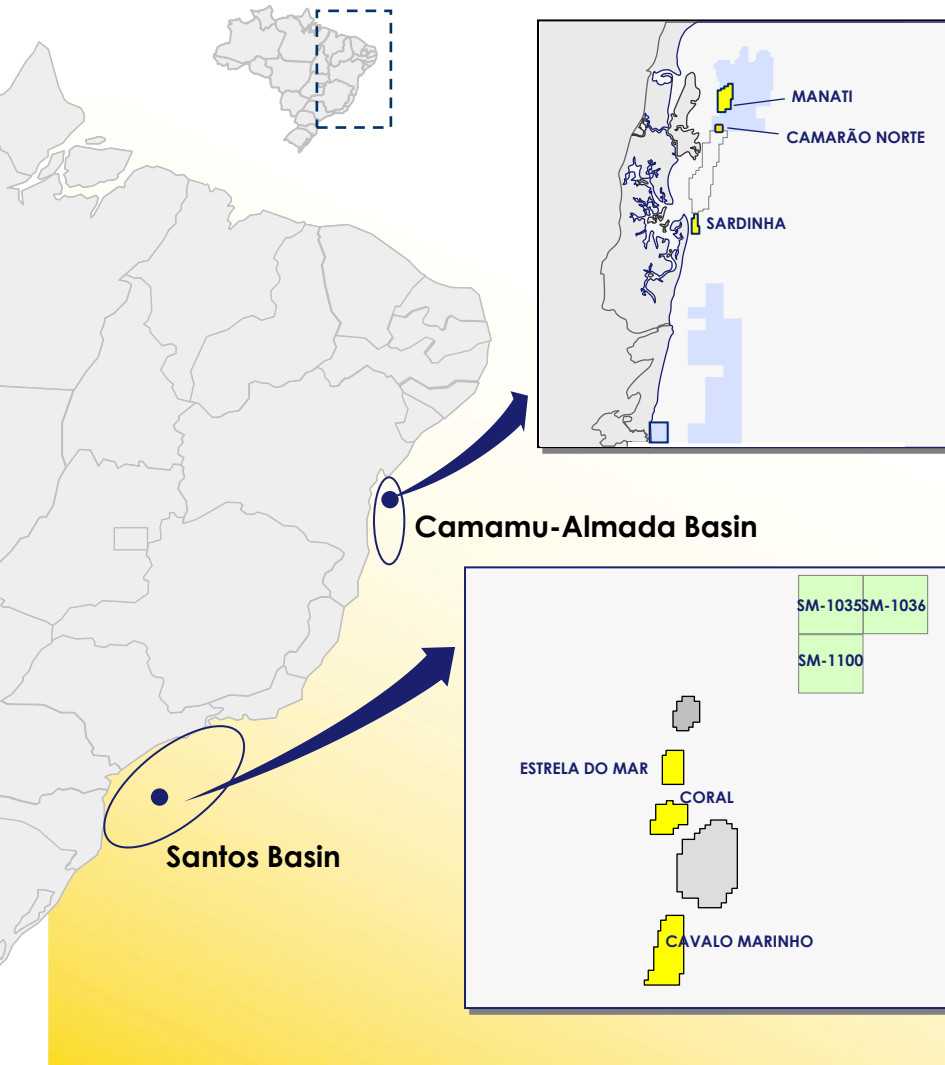 MANATI
CAMARÃO NORTE
SARDINHA
Camamu-Almada Basin
SM-1035
SM-1036
SM-1100
ESTRELA DO MAR
CORAL
Santos Basin
CAVALO MARINHO